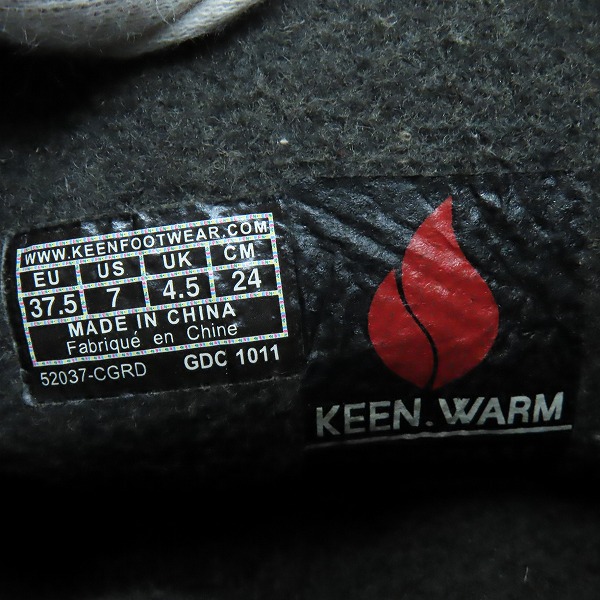 WWW.KEENFOOTWEAR.COM
EU US UK CM
37.5 7 4.5 24
MADE IN CHINA
Fabriqué en Chine
52037-CGRD GDC 1011
KEEN.WARM